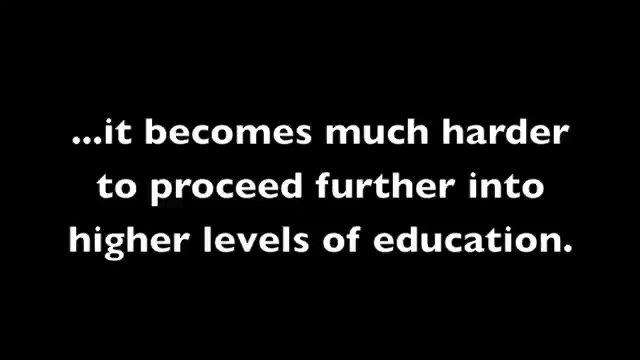 ...it becomes much harder
to proceed further into
higher levels of education.